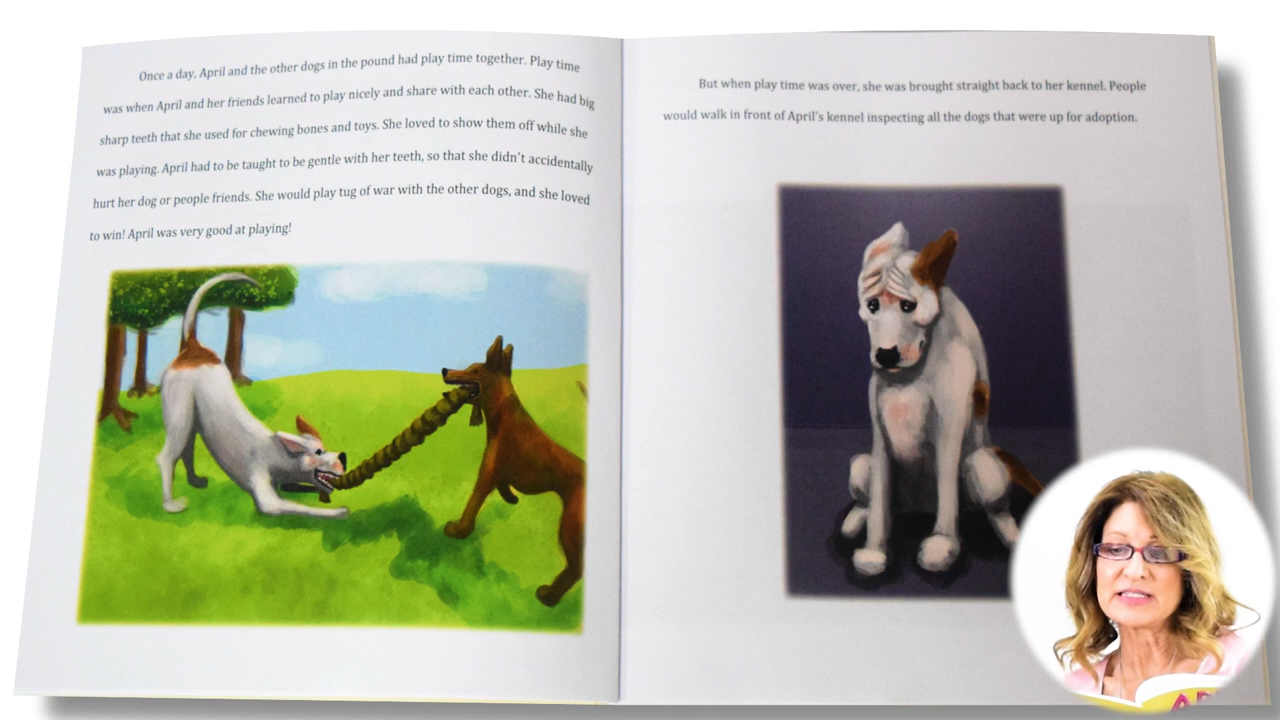 Once a day, April and the other dogs in the pound had play time together. Play time
was when April and her friends learned to play nicely and share with each other. She had big
sharp teeth that she used for chewing bones and toys. She loved to show them off while she
was playing. April had to be taught to be gentle with her teeth, so that she didn't accidentally
hurt her dog or people friends. She would play tug of war with the other dogs, and she loved
to win! April was very good at playing!
But when play time was over, she was brought straight back to her kennel. People
would walk in front of April's kennel inspecting all the dogs that were up for adoption.